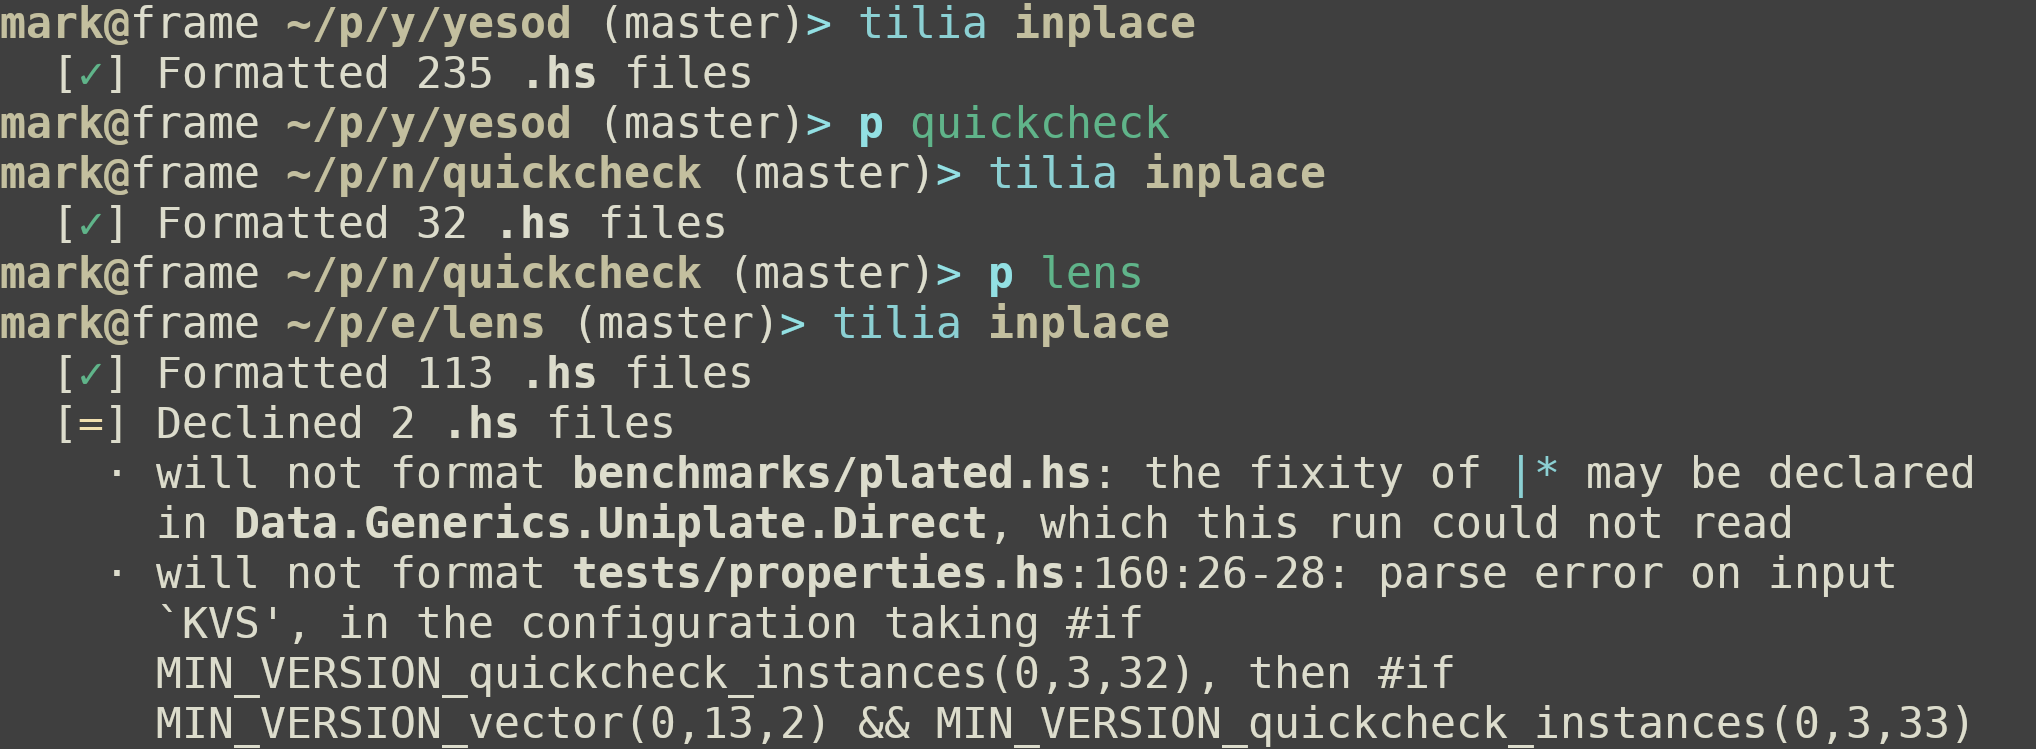 mark@frame ~/p/y/yesod (master)> tilia inplace
[✓] Formatted 235 .hs files
mark@frame ~/p/y/yesod (master)> p quickcheck
mark@frame ~/p/n/quickcheck (master)> tilia inplace
[✓] Formatted 32 .hs files
mark@frame ~/p/n/quickcheck (master)> p lens
mark@frame ~/p/e/lens (master)> tilia inplace
[✓] Formatted 113 .hs files
[=] Declined 2 .hs files
· will not format benchmarks/plated.hs: the fixity of |* may be declared
in Data.Generics.Uniplate.Direct, which this run could not read
· will not format tests/properties.hs:160:26-28: parse error on input
`KVS', in the configuration taking #if
MIN_VERSION_quickcheck_instances(0,3,32), then #if
MIN_VERSION_vector(0,13,2) && MIN_VERSION_quickcheck_instances(0,3,33)